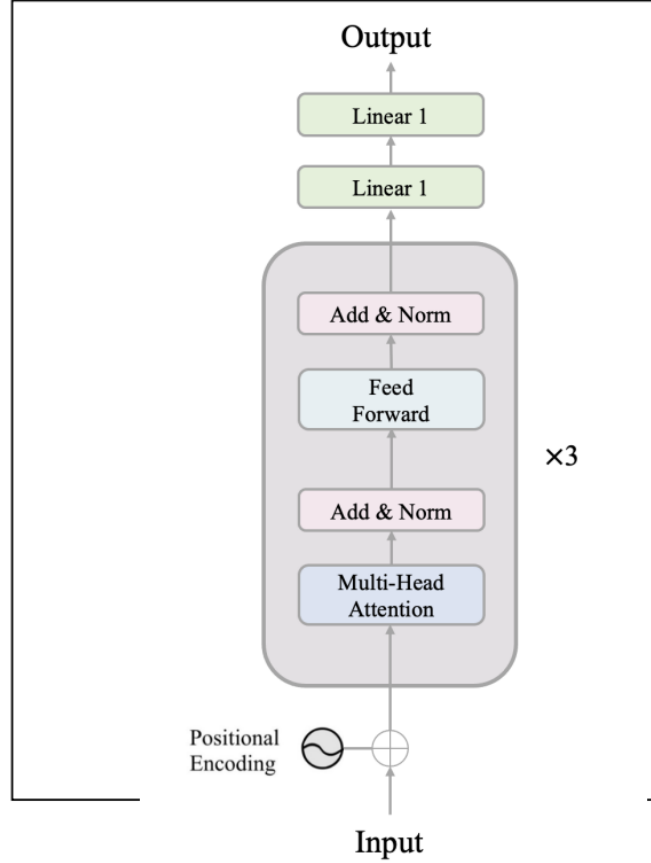 Output
Linear 1
Linear 1
Add & Norm
Feed
Forward
×3
Add & Norm
Multi-Head
Attention
Positional
Encoding
Input